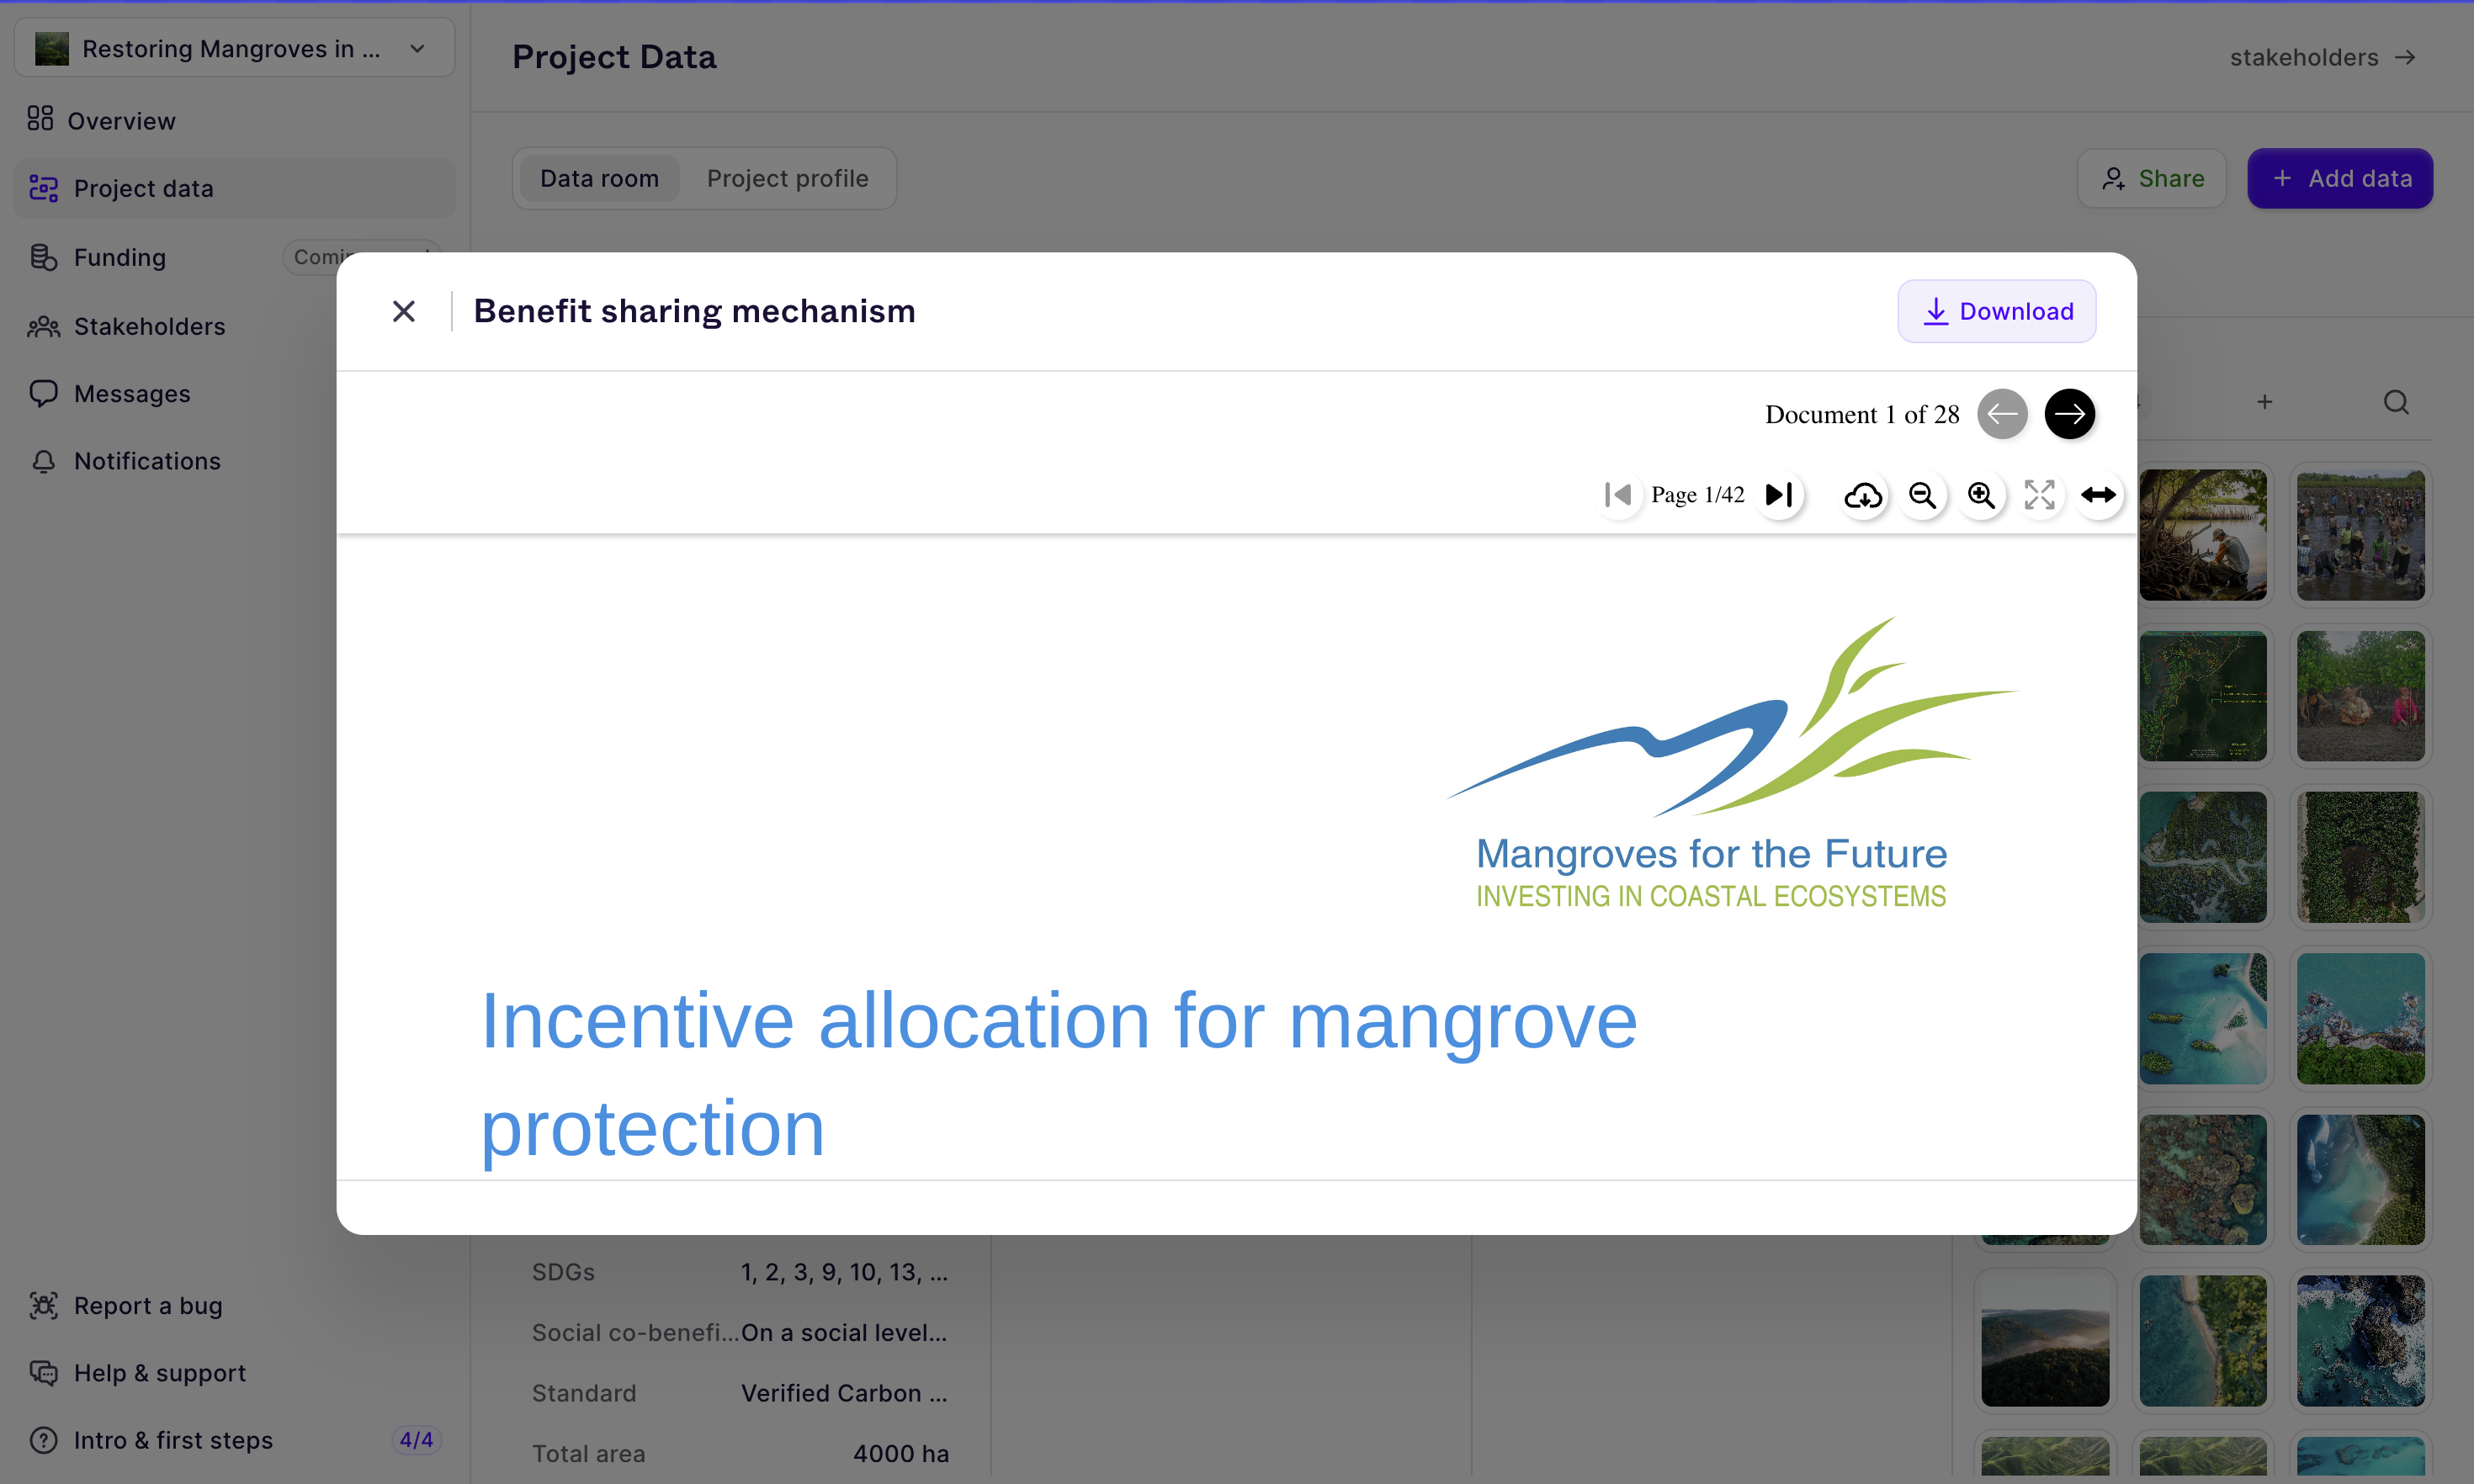 Restoring Mangroves in ...
Project Data
stakeholders
Overview
Project data
Data room
Project profile
Share
+ Add data
Funding
Stakeholders
Messages
Notifications
Benefit sharing mechanism
Download
Document 1 of 28
Page 1/42
Mangroves for the Future
INVESTING IN COASTAL ECOSYSTEMS
Incentive allocation for mangrove
protection
SDGs 1, 2, 3, 9, 10, 13, ...
Social co-benefi... On a social level...
Standard Verified Carbon ...
Total area 4000 ha
Report a bug
Help & support
Intro & first steps 4/4